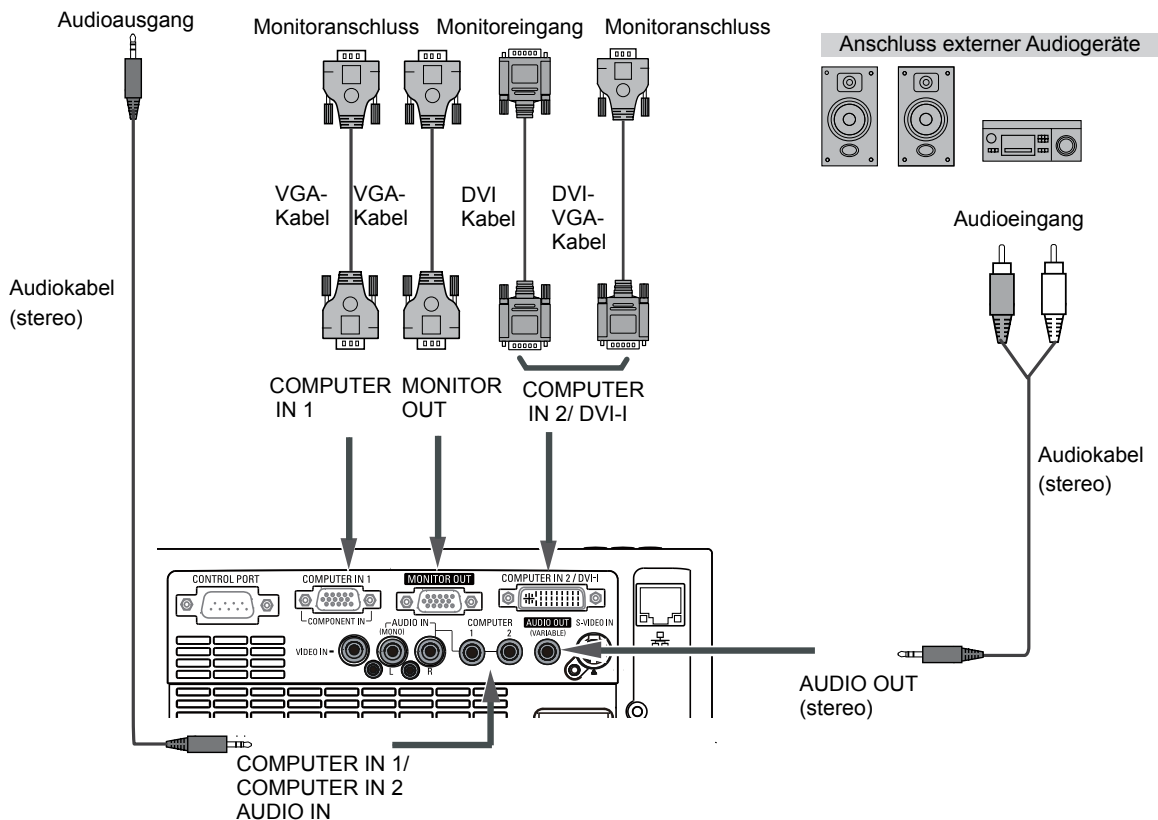 Audioausgang
Monitoranschluss
Monitoreingang
Monitoranschluss
Anschluss externer Audiogeräte
VGA-
Kabel
VGA-
Kabel
DVI
Kabel
DVI-
VGA-
Kabel
Audioeingang
Audiokabel
(stereo)
COMPUTER
IN 1
MONITOR
OUT
COMPUTER
IN 2/ DVI-I
Audiokabel
(stereo)
CONTROL PORT
COMPUTER IN 1
MONITOR OUT
COMPUTER IN 2 / DVI-I
COMPONENT IN
AUDIO IN
(MONO)
COMPUTER
1
2
AUDIO OUT
(VARIABLE)
S-VIDEO IN
VIDEO IN
L
R
AUDIO OUT
(stereo)
COMPUTER IN 1/
COMPUTER IN 2
AUDIO IN